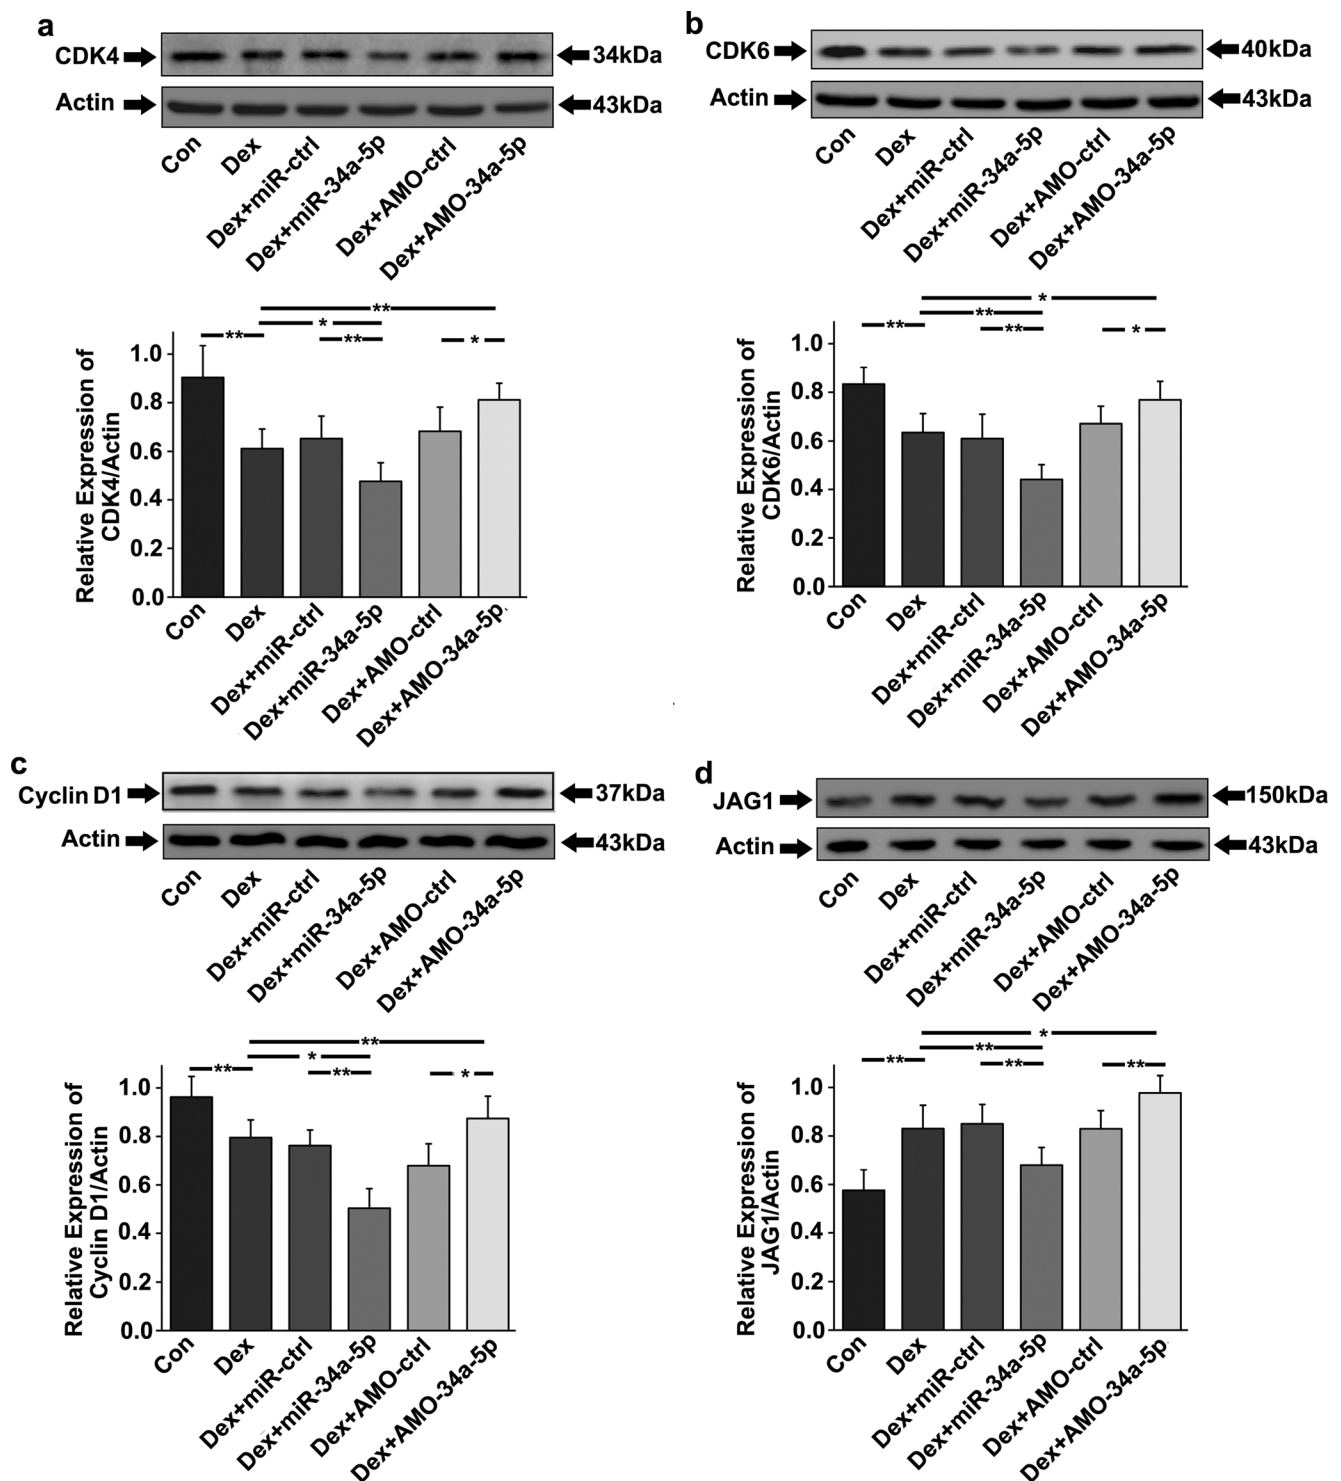 a
CDK4
34kDa
Actin
43kDa
Con
Dex
Dex+miR-ctrl
Dex+miR-34a-5p
Dex+AMO-ctrl
Dex+AMO-34a-5p
**
*
**
**
*
Relative Expression of
CDK4/Actin
1.0
0.8
0.6
0.4
0.2
0.0
Con
Dex
Dex+miR-ctrl
Dex+miR-34a-5p
Dex+AMO-ctrl
Dex+AMO-34a-5p
b
CDK6
40kDa
Actin
43kDa
Con
Dex
Dex+miR-ctrl
Dex+miR-34a-5p
Dex+AMO-ctrl
Dex+AMO-34a-5p
*
**
**
**
*
Relative Expression of
CDK6/Actin
1.0
0.8
0.6
0.4
0.2
0.0
Con
Dex
Dex+miR-ctrl
Dex+miR-34a-5p
Dex+AMO-ctrl
Dex+AMO-34a-5p
c
Cyclin D1
37kDa
Actin
43kDa
Con
Dex
Dex+miR-ctrl
Dex+miR-34a-5p
Dex+AMO-ctrl
Dex+AMO-34a-5p
**
*
**
**
*
Relative Expression of
Cyclin D1/Actin
1.0
0.8
0.6
0.4
0.2
0.0
Con
Dex
Dex+miR-ctrl
Dex+miR-34a-5p
Dex+AMO-ctrl
Dex+AMO-34a-5p
d
JAG1
150kDa
Actin
43kDa
Con
Dex
Dex+miR-ctrl
Dex+miR-34a-5p
Dex+AMO-ctrl
Dex+AMO-34a-5p
*
**
**
**
**
Relative Expression of
JAG1/Actin
1.0
0.8
0.6
0.4
0.2
0.0
Con
Dex
Dex+miR-ctrl
Dex+miR-34a-5p
Dex+AMO-ctrl
Dex+AMO-34a-5p